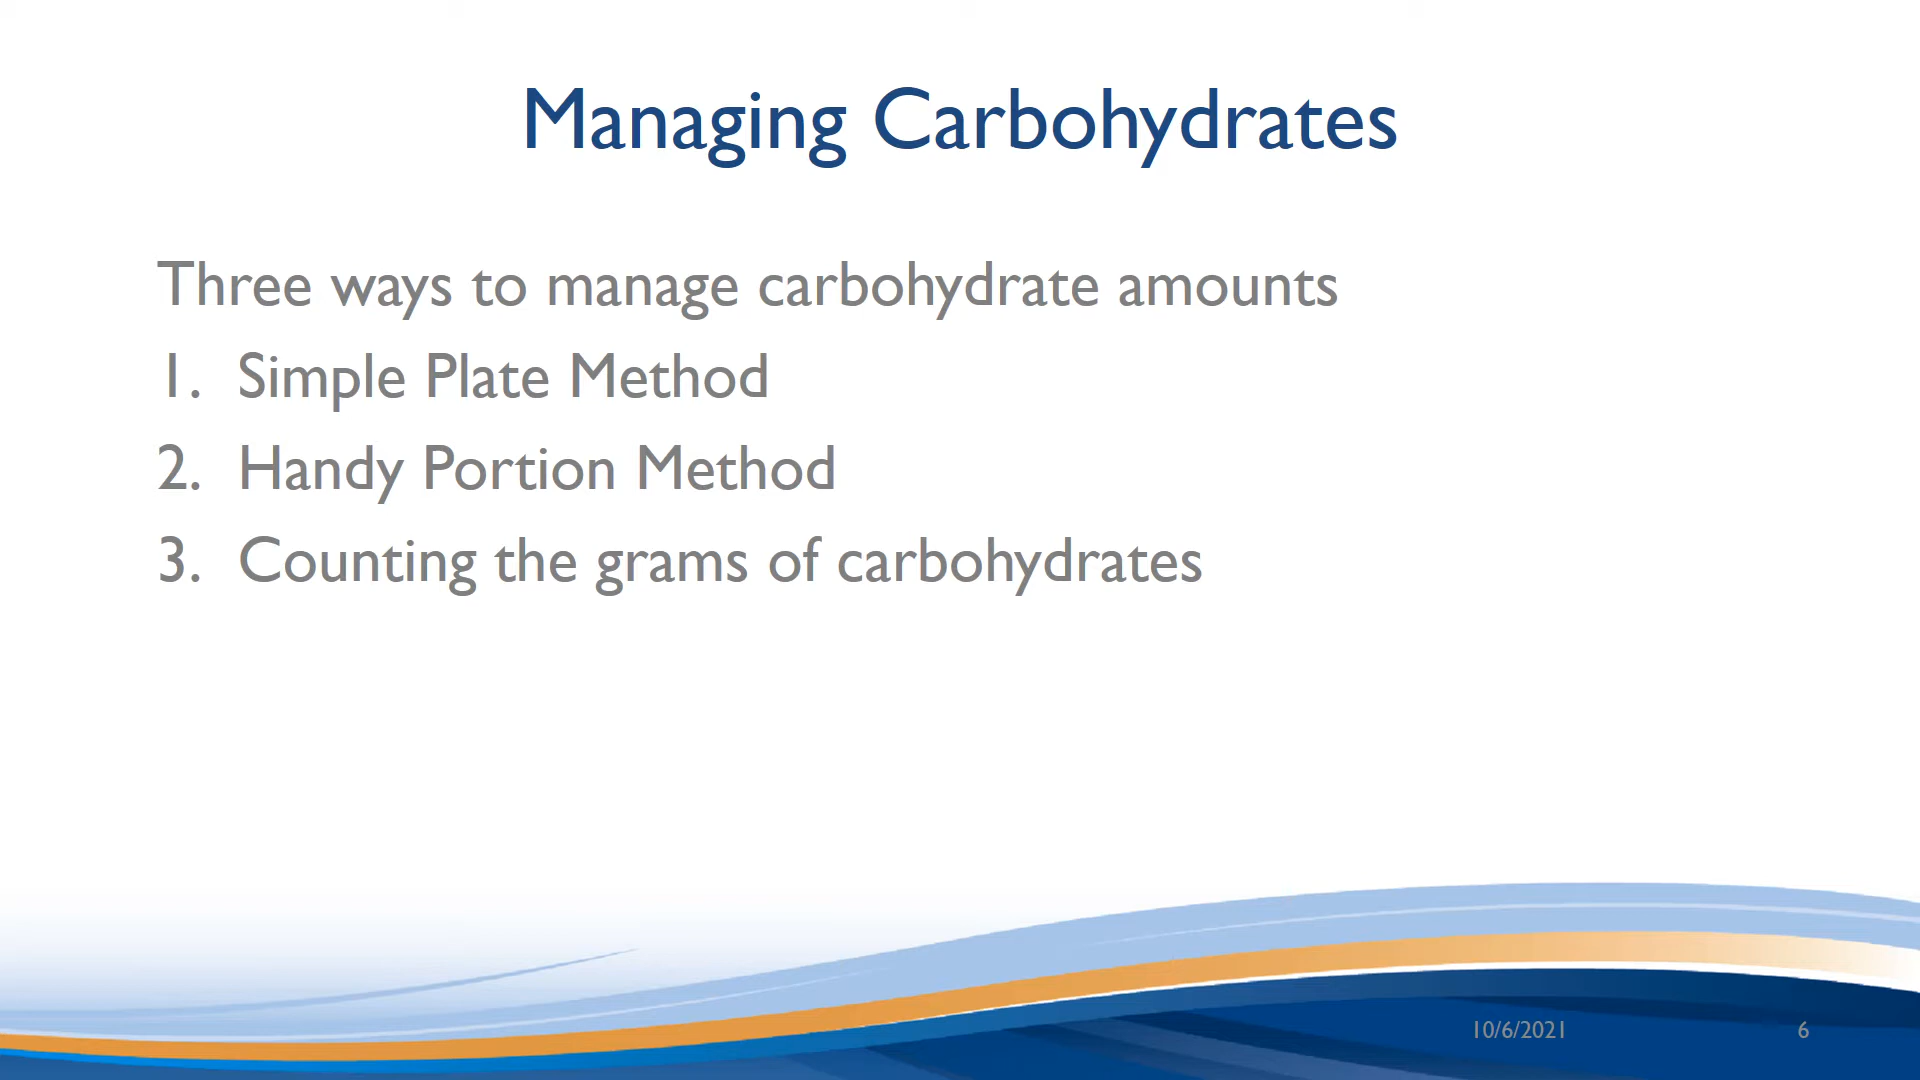 Managing Carbohydrates
Three ways to manage carbohydrate amounts
1. Simple Plate Method
2. Handy Portion Method
3. Counting the grams of carbohydrates
10/6/2021
6